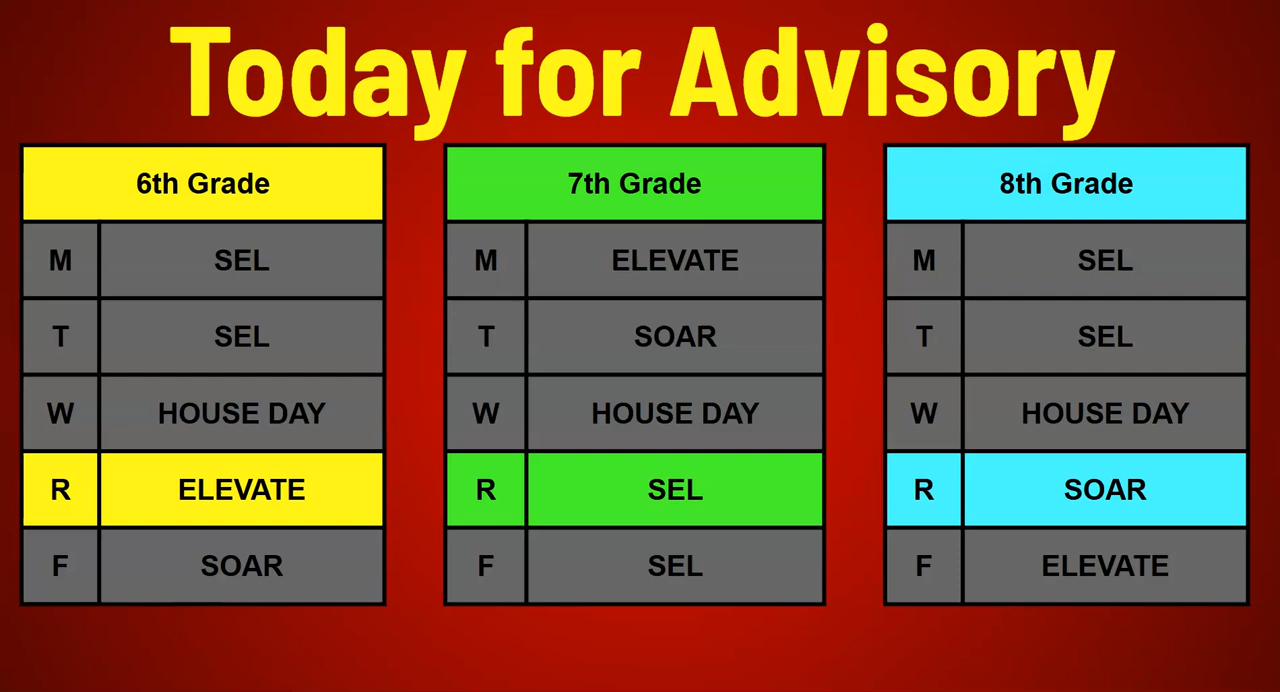 Today for Advisory
6th Grade
M SEL
T SEL
W HOUSE DAY
R ELEVATE
F SOAR
7th Grade
M ELEVATE
T SOAR
W HOUSE DAY
R SEL
F SEL
8th Grade
M SEL
T SEL
W HOUSE DAY
R SOAR
F ELEVATE